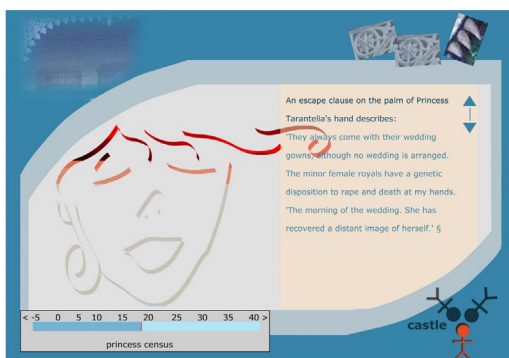 An escape clause on the palm of Princess
Tarantella's hand describes:
'They always come with their wedding
gowns, although no wedding is arranged.
The minor female royals have a genetic
disposition to rape and death at my hands.
'The morning of the wedding. She has
recovered a distant image of herself.' §
castle
< -5 0 5 10 15 20 25 30 35 40 >
princess census